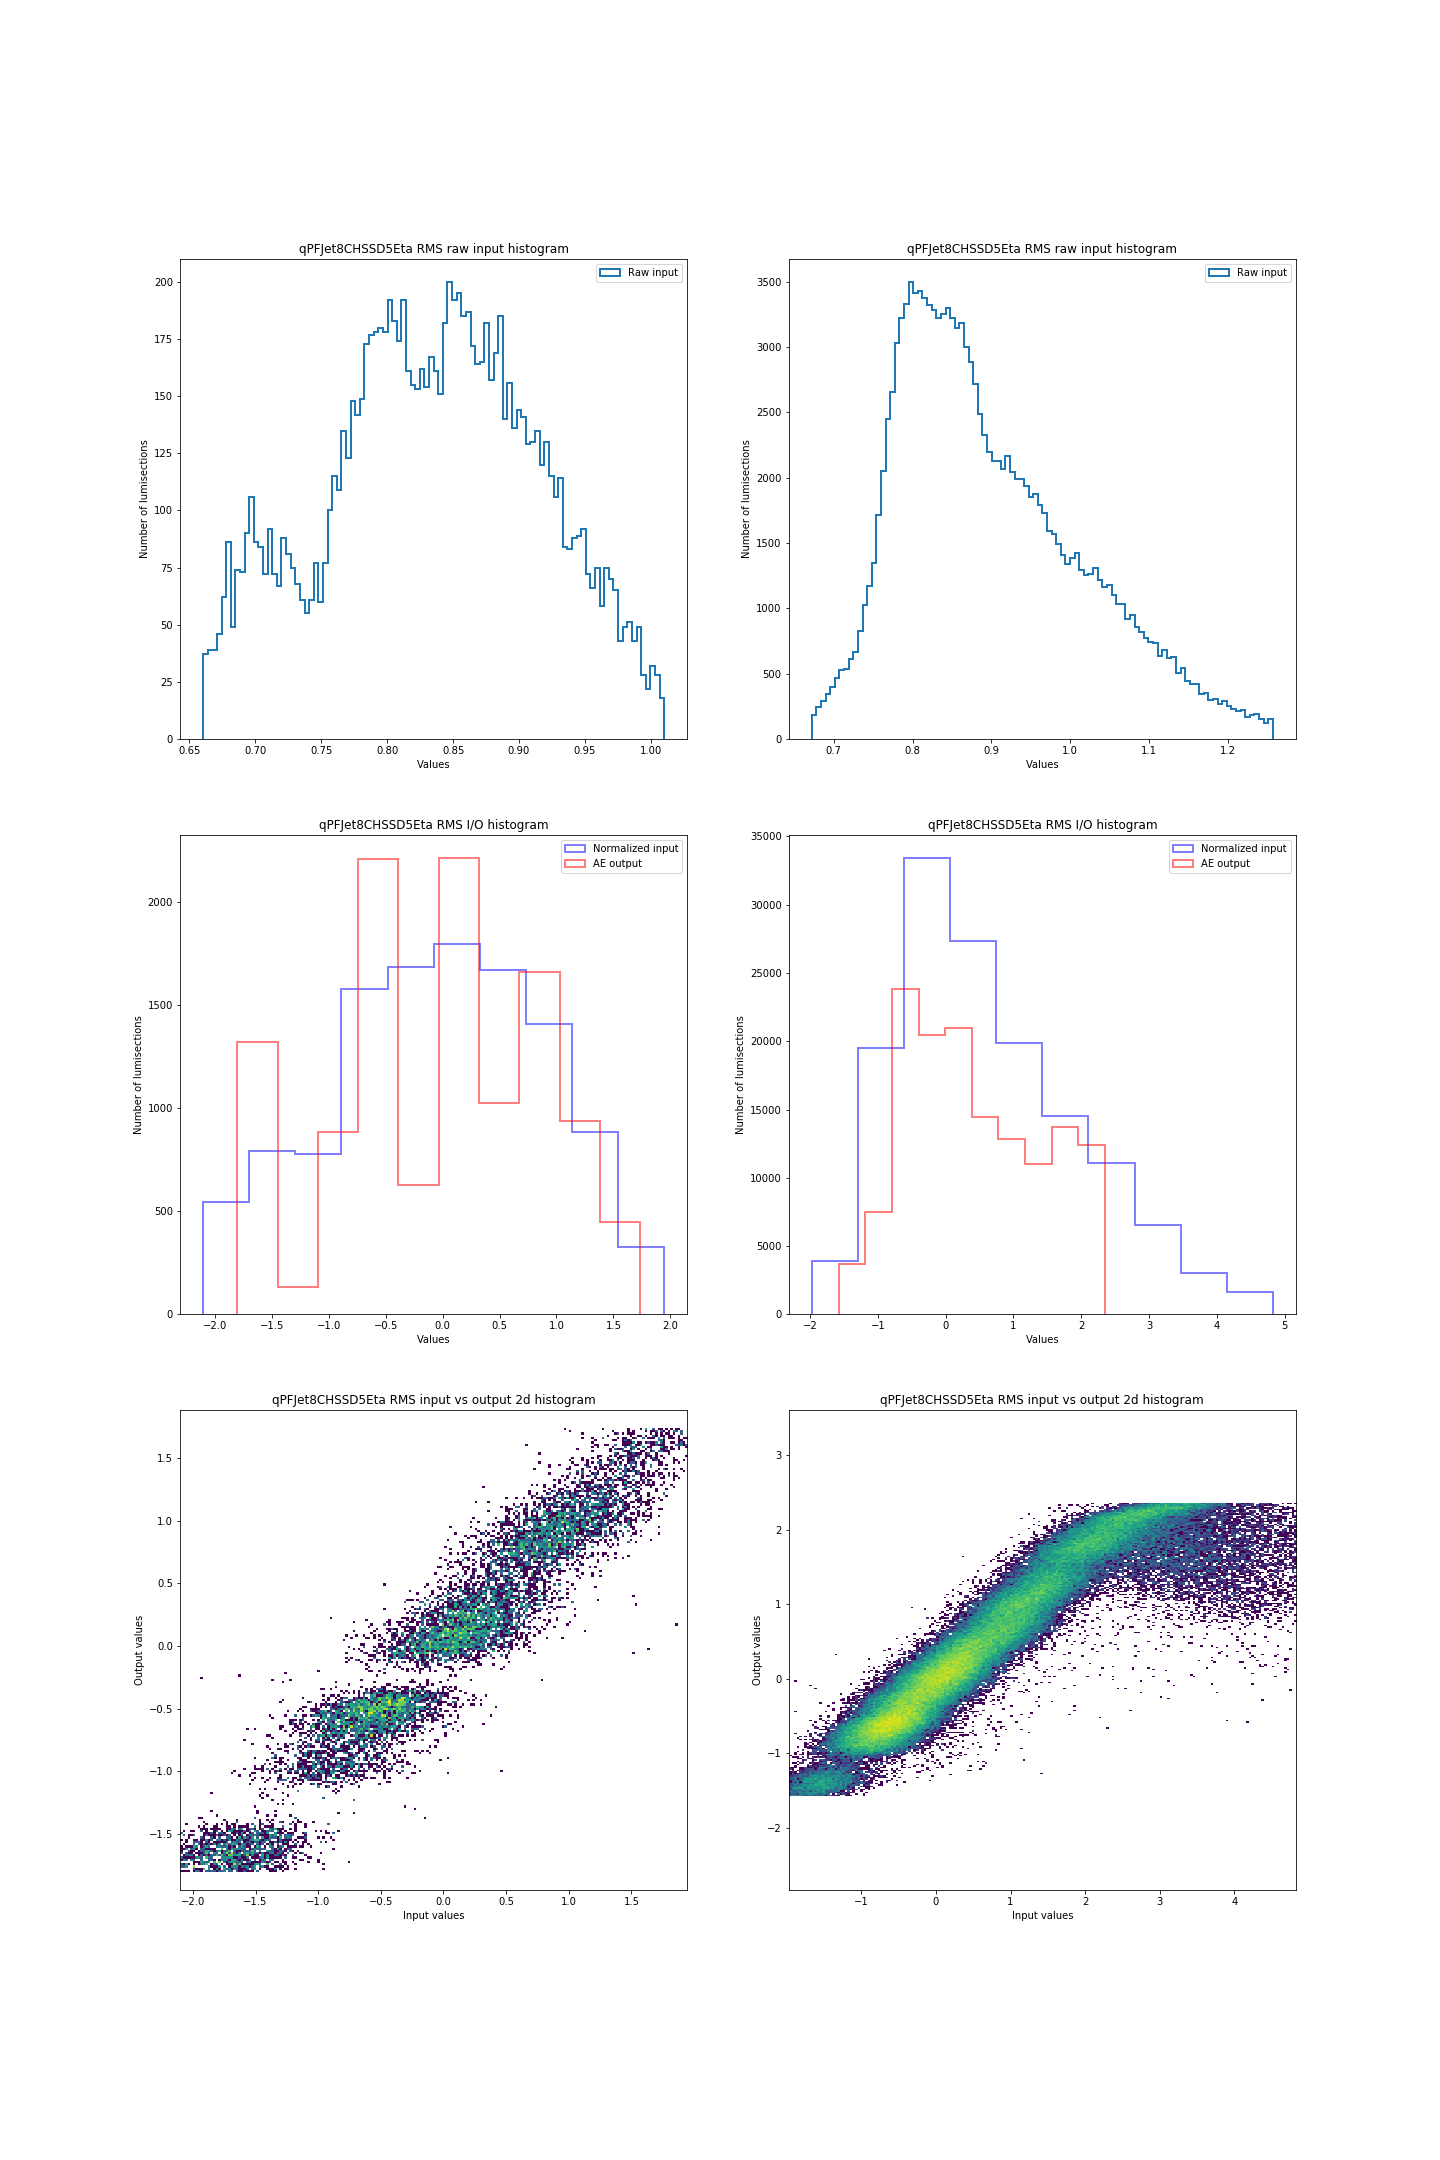 qPFJet8CHSSD5Eta RMS raw input histogram
Raw input
200
175
150
125
100
75
50
25
0
Number of lumisections
0.65 0.70 0.75 0.80 0.85 0.90 0.95 1.00
Values
qPFJet8CHSSD5Eta RMS raw input histogram
Raw input
3500
3000
2500
2000
1500
1000
500
0
Number of lumisections
0.7 0.8 0.9 1.0 1.1 1.2
Values
qPFJet8CHSSD5Eta RMS I/O histogram
Normalized input
AE output
2000
1500
1000
500
0
Number of lumisections
−2.0 −1.5 −1.0 −0.5 0.0 0.5 1.0 1.5 2.0
Values
qPFJet8CHSSD5Eta RMS I/O histogram
Normalized input
AE output
35000
30000
25000
20000
15000
10000
5000
0
Number of lumisections
−2 −1 0 1 2 3 4 5
Values
qPFJet8CHSSD5Eta RMS input vs output 2d histogram
1.5
1.0
0.5
0.0
−0.5
−1.0
−1.5
Output values
−2.0 −1.5 −1.0 −0.5 0.0 0.5 1.0 1.5
Input values
qPFJet8CHSSD5Eta RMS input vs output 2d histogram
3
2
1
0
−1
−2
Output values
−1 0 1 2 3 4
Input values